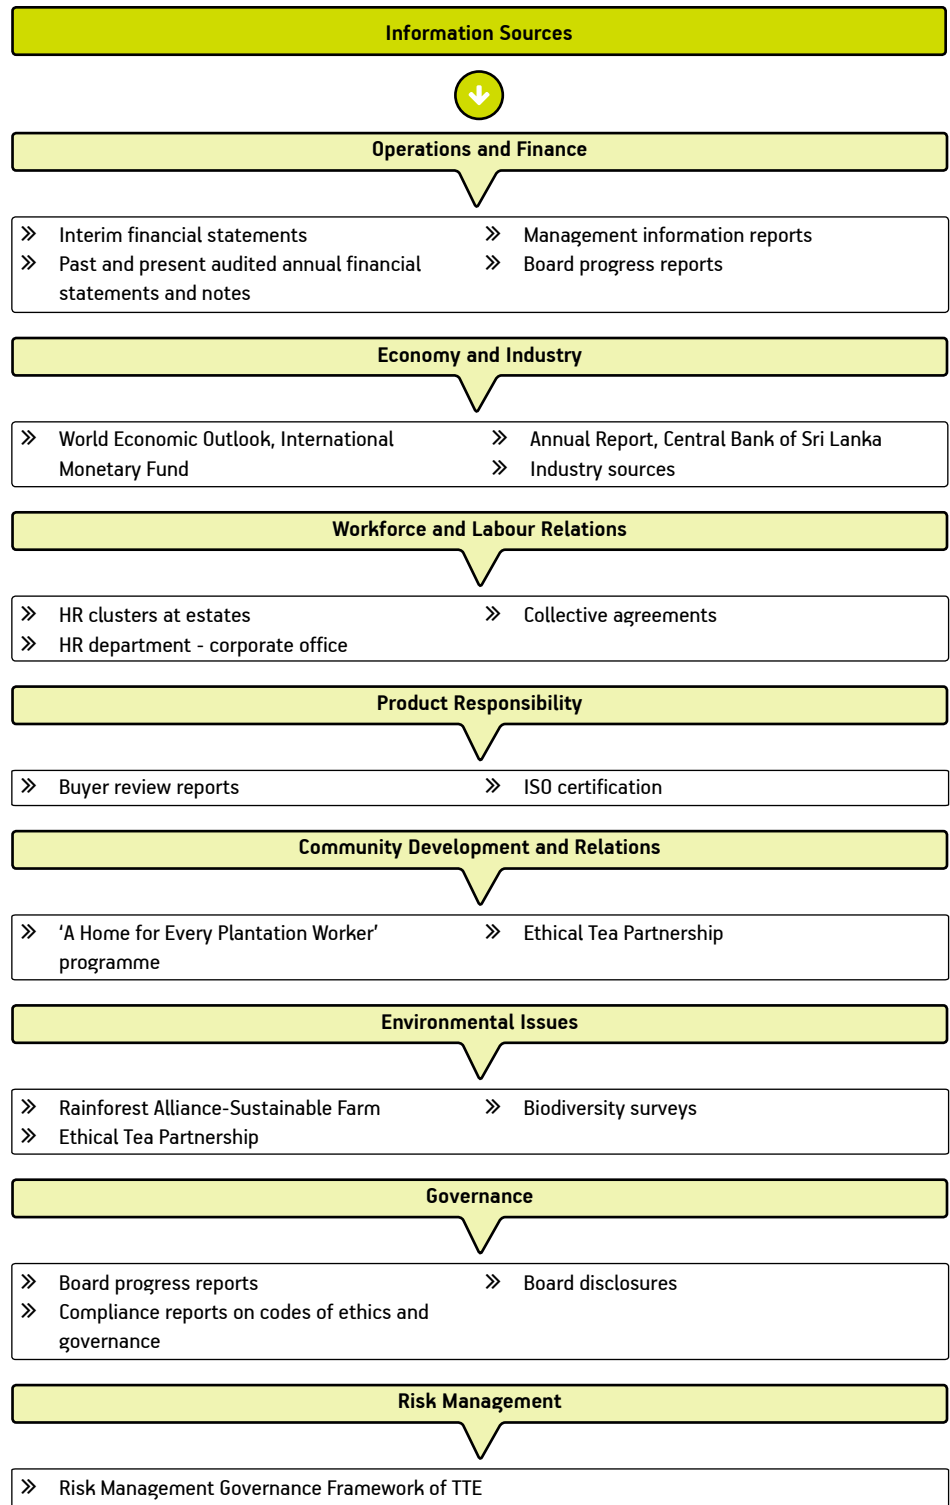 Information Sources
Operations and Finance
Interim financial statements
Past and present audited annual financial
statements and notes
Management information reports
Board progress reports
Economy and Industry
World Economic Outlook, International
Monetary Fund
Annual Report, Central Bank of Sri Lanka
Industry sources
Workforce and Labour Relations
HR clusters at estates
HR department - corporate office
Collective agreements
Product Responsibility
Buyer review reports
ISO certification
Community Development and Relations
‘A Home for Every Plantation Worker’
programme
Ethical Tea Partnership
Environmental Issues
Rainforest Alliance-Sustainable Farm
Ethical Tea Partnership
Biodiversity surveys
Governance
Board progress reports
Compliance reports on codes of ethics and
governance
Board disclosures
Risk Management
Risk Management Governance Framework of TTE